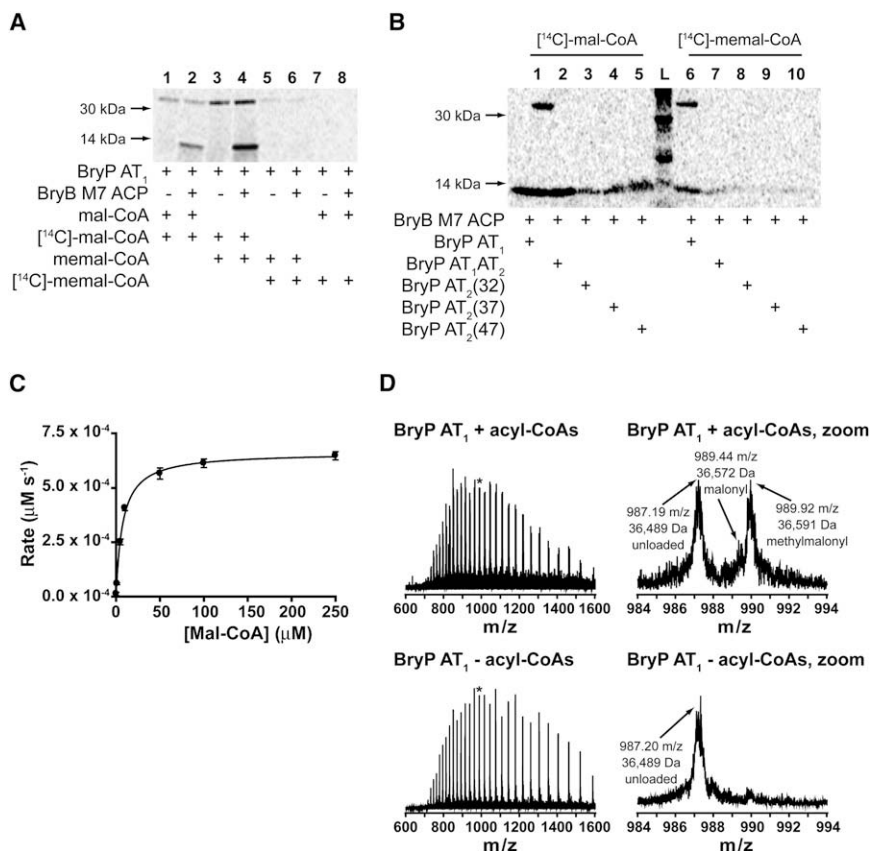 A
1 2 3 4 5 6 7 8
30 kDa
14 kDa
BryP AT1 + + + + + + + +
BryB M7 ACP - + - + - + - +
mal-CoA + + + +
[14C]-mal-CoA + + + +
memal-CoA + + + +
[14C]-memal-CoA + + + +
B
[14C]-mal-CoA [14C]-memal-CoA
1 2 3 4 5 L 6 7 8 9 10
30 kDa
14 kDa
BryB M7 ACP + + + + + + + + + +
BryP AT1 + +
BryP AT1AT2 + +
BryP AT2(32) + +
BryP AT2(37) + +
BryP AT2(47) + +
C
Rate (μM s-1)
7.5 x 10-4
5.0 x 10-4
2.5 x 10-4
0.0 x 10-4
0 50 100 150 200 250
[Mal-CoA] (μM)
D
BryP AT1 + acyl-CoAs
*
600 800 1000 1200 1400 1600
m/z
BryP AT1 + acyl-CoAs, zoom
989.44 m/z
36,572 Da
malonyl
987.19 m/z
36,489 Da
unloaded
989.92 m/z
36,591 Da
methylmalonyl
984 986 988 990 992 994
m/z
BryP AT1 - acyl-CoAs
*
600 800 1000 1200 1400 1600
m/z
BryP AT1 - acyl-CoAs, zoom
987.20 m/z
36,489 Da
unloaded
984 986 988 990 992 994
m/z